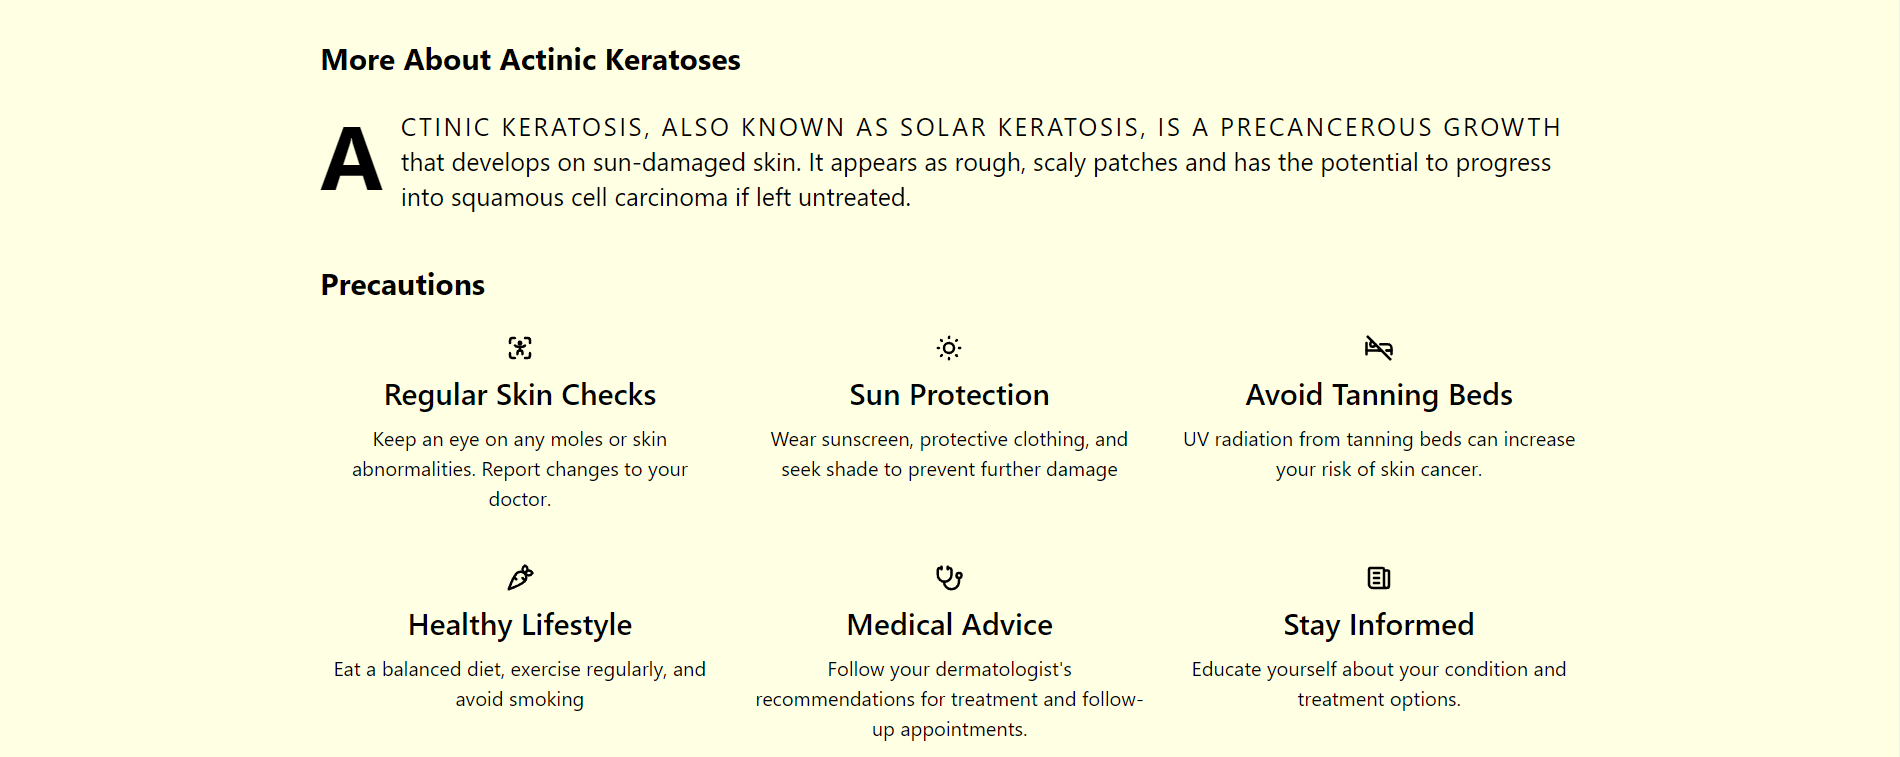 More About Actinic Keratoses
ACTINIC KERATOSIS, ALSO KNOWN AS SOLAR KERATOSIS, IS A PRECANCEROUS GROWTH
that develops on sun-damaged skin. It appears as rough, scaly patches and has the potential to progress
into squamous cell carcinoma if left untreated.
Precautions
Regular Skin Checks
Keep an eye on any moles or skin
abnormalities. Report changes to your
doctor.
Sun Protection
Wear sunscreen, protective clothing, and
seek shade to prevent further damage
Avoid Tanning Beds
UV radiation from tanning beds can increase
your risk of skin cancer.
Healthy Lifestyle
Eat a balanced diet, exercise regularly, and
avoid smoking
Medical Advice
Follow your dermatologist's
recommendations for treatment and follow-
up appointments.
Stay Informed
Educate yourself about your condition and
treatment options.